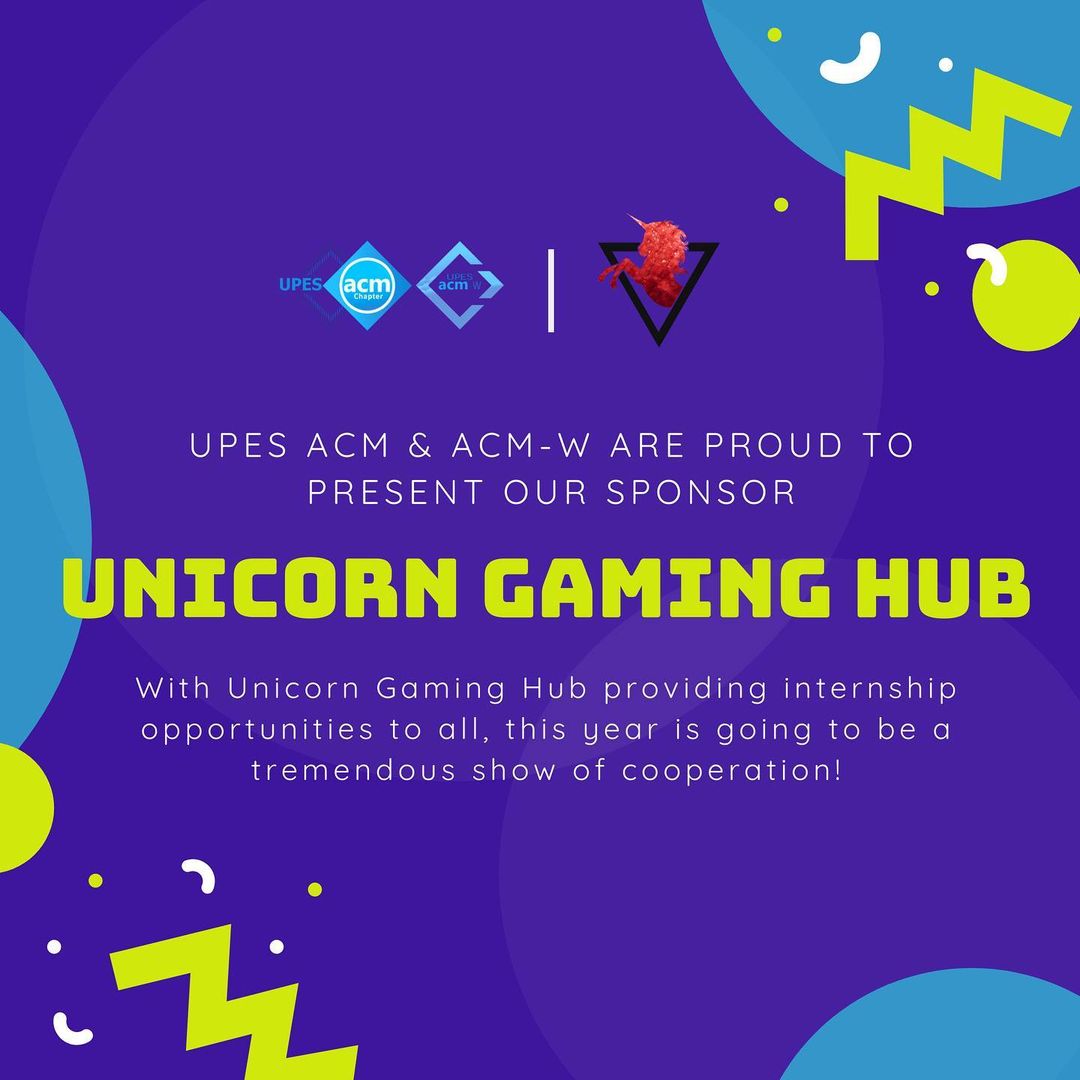 UPES acm Chapter
UPES acm-W
UPES ACM & ACM-W ARE PROUD TO
PRESENT OUR SPONSOR
UNICORN GAMING HUB
With Unicorn Gaming Hub providing internship
opportunities to all, this year is going to be a
tremendous show of cooperation!